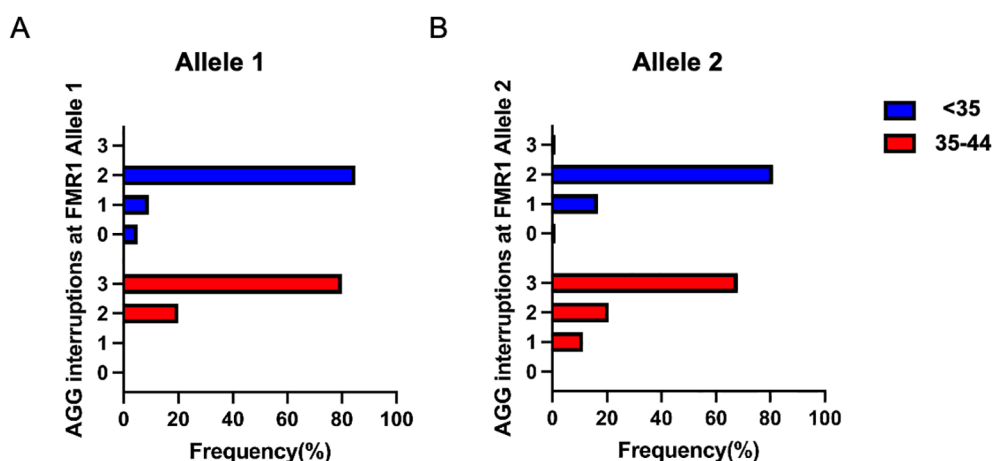 A
Allele 1
AGG interruptions at FMR1 Allele 1
3
2
1
0
3
2
1
0
0 20 40 60 80 100
Frequency(%)
B
Allele 2
AGG interruptions at FMR1 Allele 2
3
2
1
0
3
2
1
0
0 20 40 60 80 100
Frequency(%)
<35
35-44